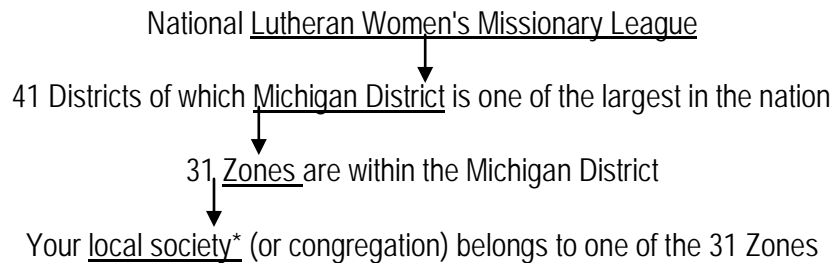 National Lutheran Women's Missionary League
41 Districts of which Michigan District is one of the largest in the nation
31 Zones are within the Michigan District
Your local society* (or congregation) belongs to one of the 31 Zones